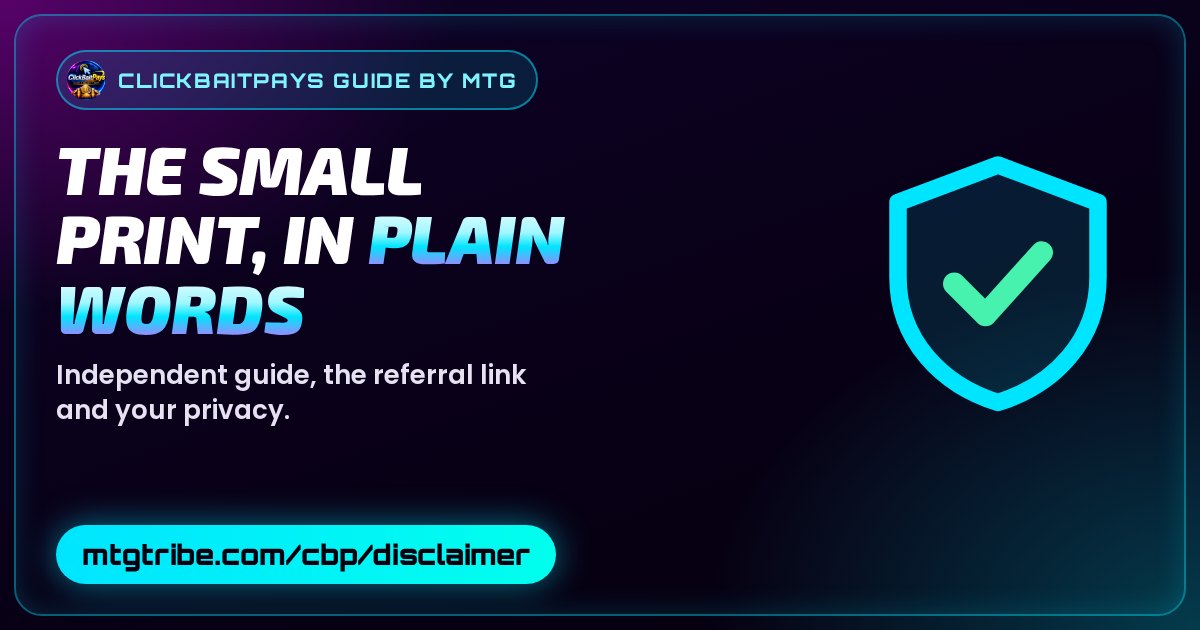 ClickBaitPays
CLICKBAITPAYS GUIDE BY MTG
THE SMALL
PRINT, IN PLAIN
WORDS
Independent guide, the referral link
and your privacy.
mtgtribe.com/cbp/disclaimer